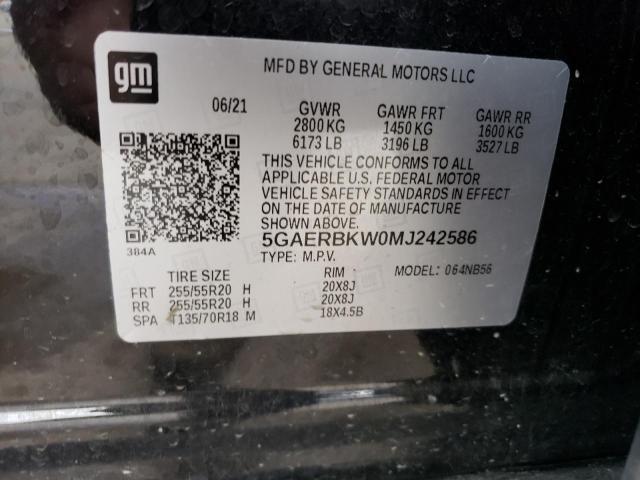 gm
MFD BY GENERAL MOTORS LLC
06/21 GVWR GAWR FRT GAWR RR
2800 KG 1450 KG 1600 KG
6173 LB 3196 LB 3527 LB
THIS VEHICLE CONFORMS TO ALL
APPLICABLE U.S. FEDERAL MOTOR
VEHICLE SAFETY STANDARDS IN EFFECT
ON THE DATE OF MANUFACTURE
SHOWN ABOVE.
384A
5GAERBKW0MJ242586
TYPE: M.P.V. MODEL: 064NB56
TIRE SIZE RIM
FRT 255/55R20 H 20X8J
RR 255/55R20 H 20X8J
SPA T135/70R18 M 18X4.5B